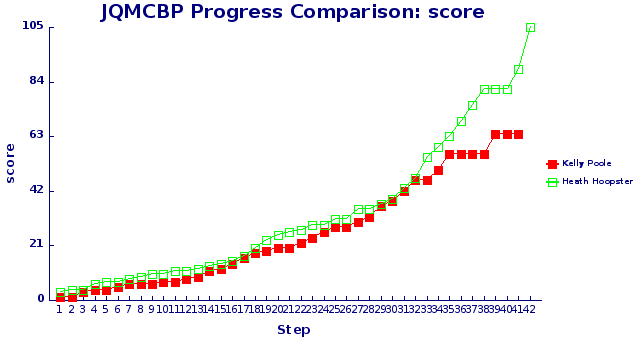 JQMCBP Progress Comparison: score
105
84
63
42
21
0
score
1 2 3 4 5 6 7 8 9 10 11 12 13 14 15 16 17 18 19 20 21 22 23 24 25 26 27 28 29 30 31 32 33 34 35 36 37 38 39 40 41 42
Step
Kelly Poole
Heath Hoopster